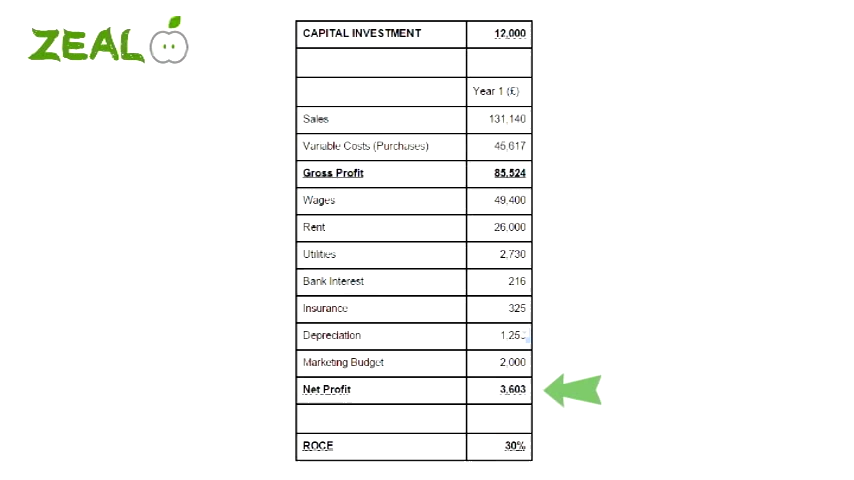 ZEAL
CAPITAL INVESTMENT 12,000
Year 1 (£)
Sales 131,140
Variable Costs (Purchases) 45,617
Gross Profit 85,524
Wages 49,400
Rent 26,000
Utilities 2,730
Bank Interest 216
Insurance 325
Depreciation
Marketing Budget 2,000
Net Profit 3,603
ROCE 30%